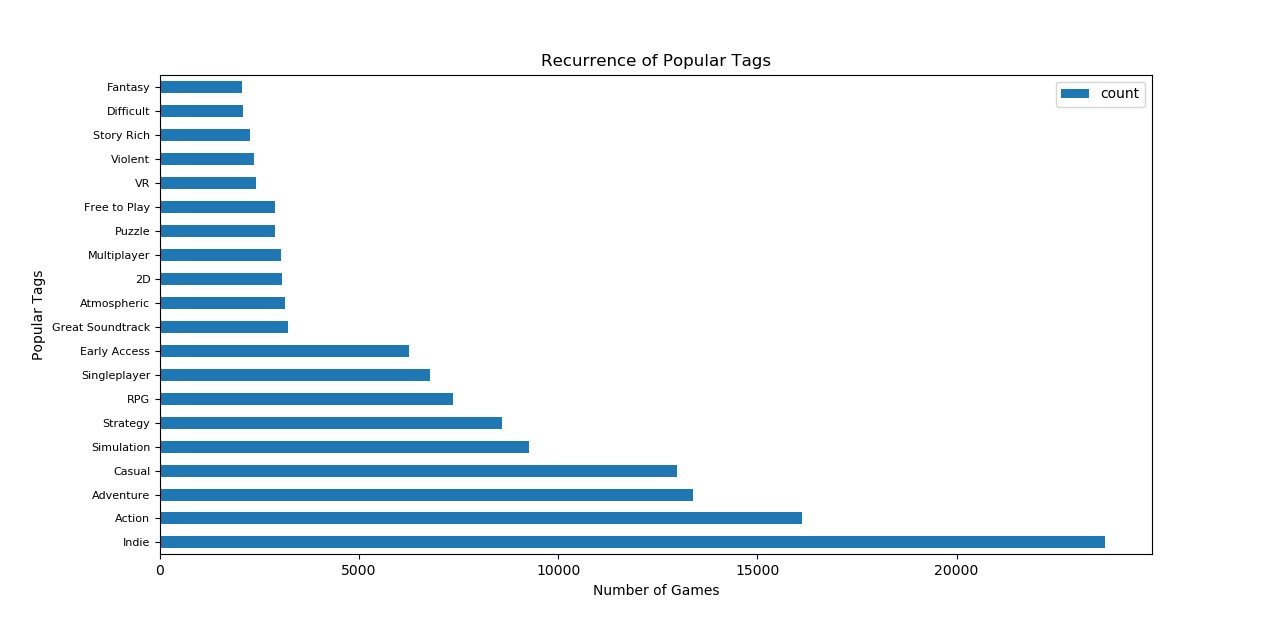 Recurrence of Popular Tags
count
Popular Tags
Fantasy
Difficult
Story Rich
Violent
VR
Free to Play
Puzzle
Multiplayer
2D
Atmospheric
Great Soundtrack
Early Access
Singleplayer
RPG
Strategy
Simulation
Casual
Adventure
Action
Indie
0 5000 10000 15000 20000
Number of Games